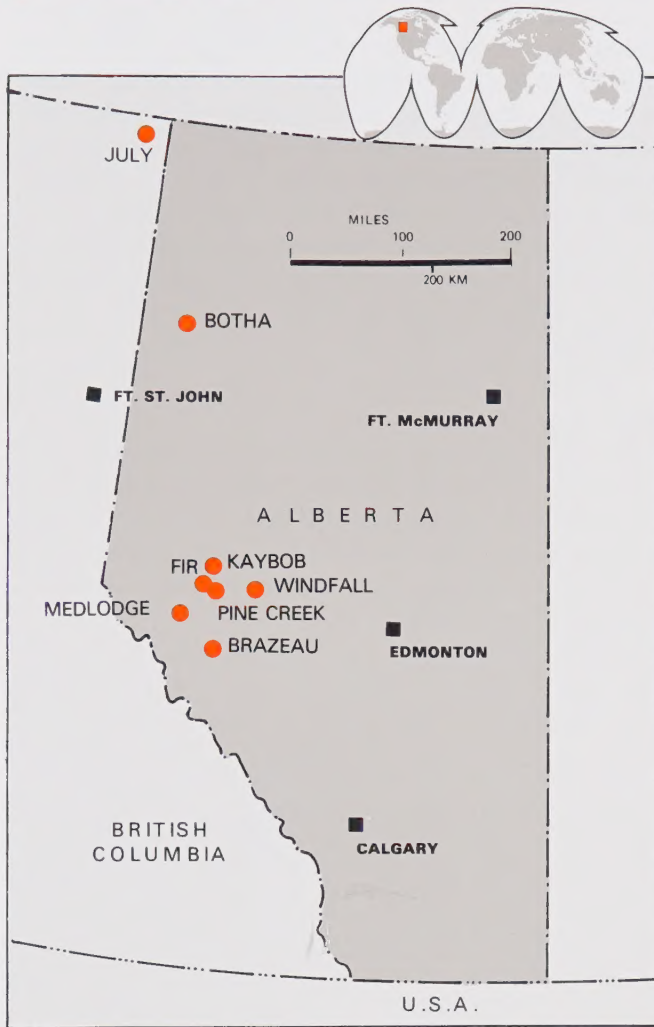 JULY
MILES
0 100 200
200 KM
BOTHA
FT. ST. JOHN
FT. McMURRAY
ALBERTA
FIR
KAYBOB
WINDFALL
MEDLODGE
PINE CREEK
BRAZEAU
EDMONTON
BRITISH
COLUMBIA
CALGARY
U.S.A.